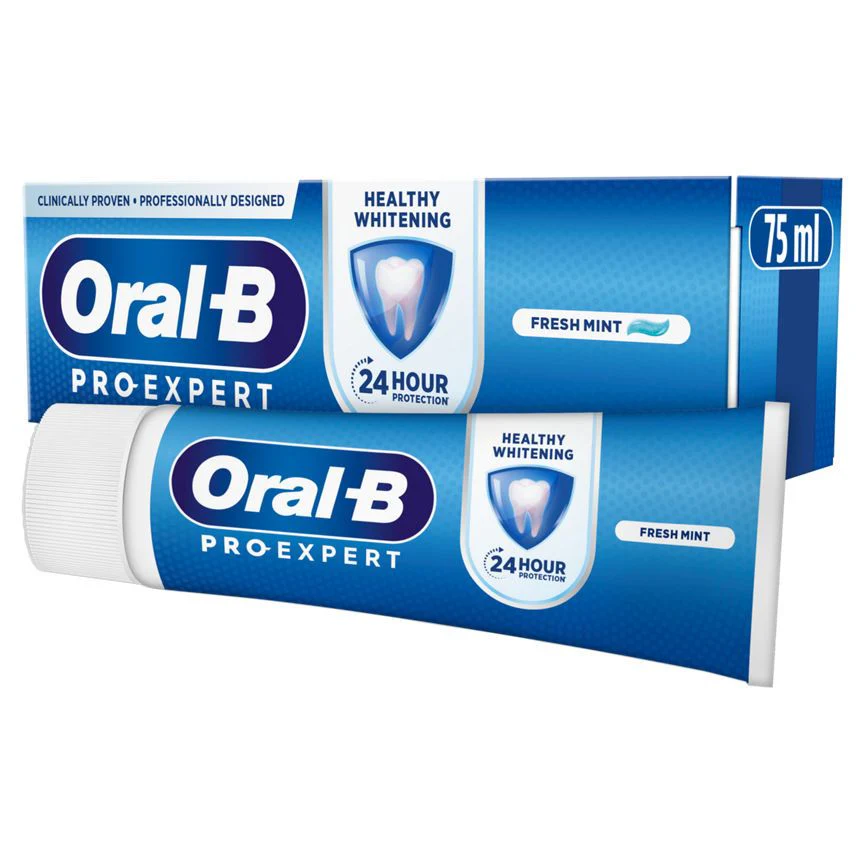 CLINICALLY PROVEN • PROFESSIONALLY DESIGNED
Oral-B
PRO-EXPERT
HEALTHY
WHITENING
24 HOUR
PROTECTION*
FRESH MINT
75 ml
Oral-B
PRO-EXPERT
HEALTHY
WHITENING
24 HOUR
PROTECTION*
FRESH MINT